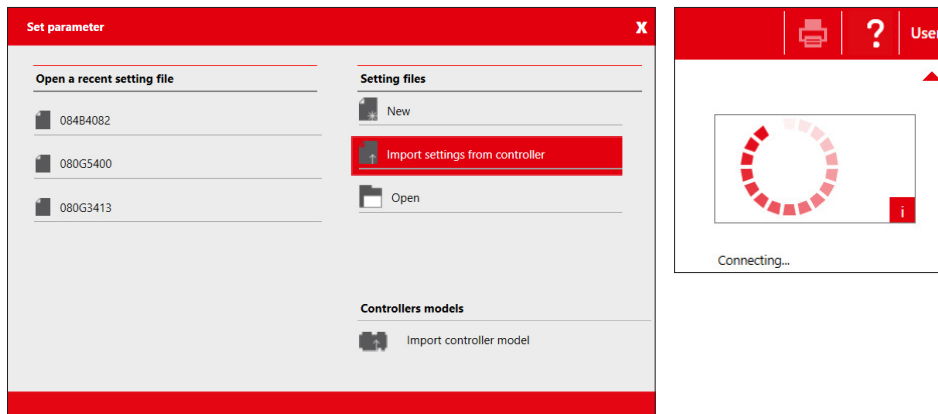 Set parameter
X
Open a recent setting file
084B4082
080G5400
080G3413
Setting files
New
Import settings from controller
Open
Controllers models
Import controller model
?
User
i
Connecting...